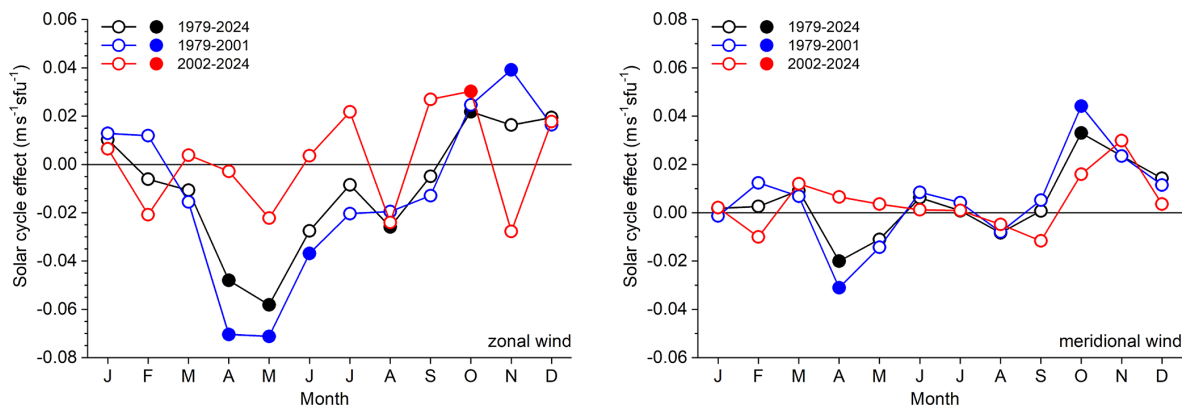 1979-2024
1979-2001
2002-2024
0.06
0.04
0.02
0.00
-0.02
-0.04
-0.06
-0.08
Solar cycle effect (m s⁻¹sfu⁻¹)
zonal wind
J F M A M J J A S O N D
Month
1979-2024
1979-2001
2002-2024
0.08
0.06
0.04
0.02
0.00
-0.02
-0.04
-0.06
Solar cycle effect (m s⁻¹sfu⁻¹)
meridional wind
J F M A M J J A S O N D
Month